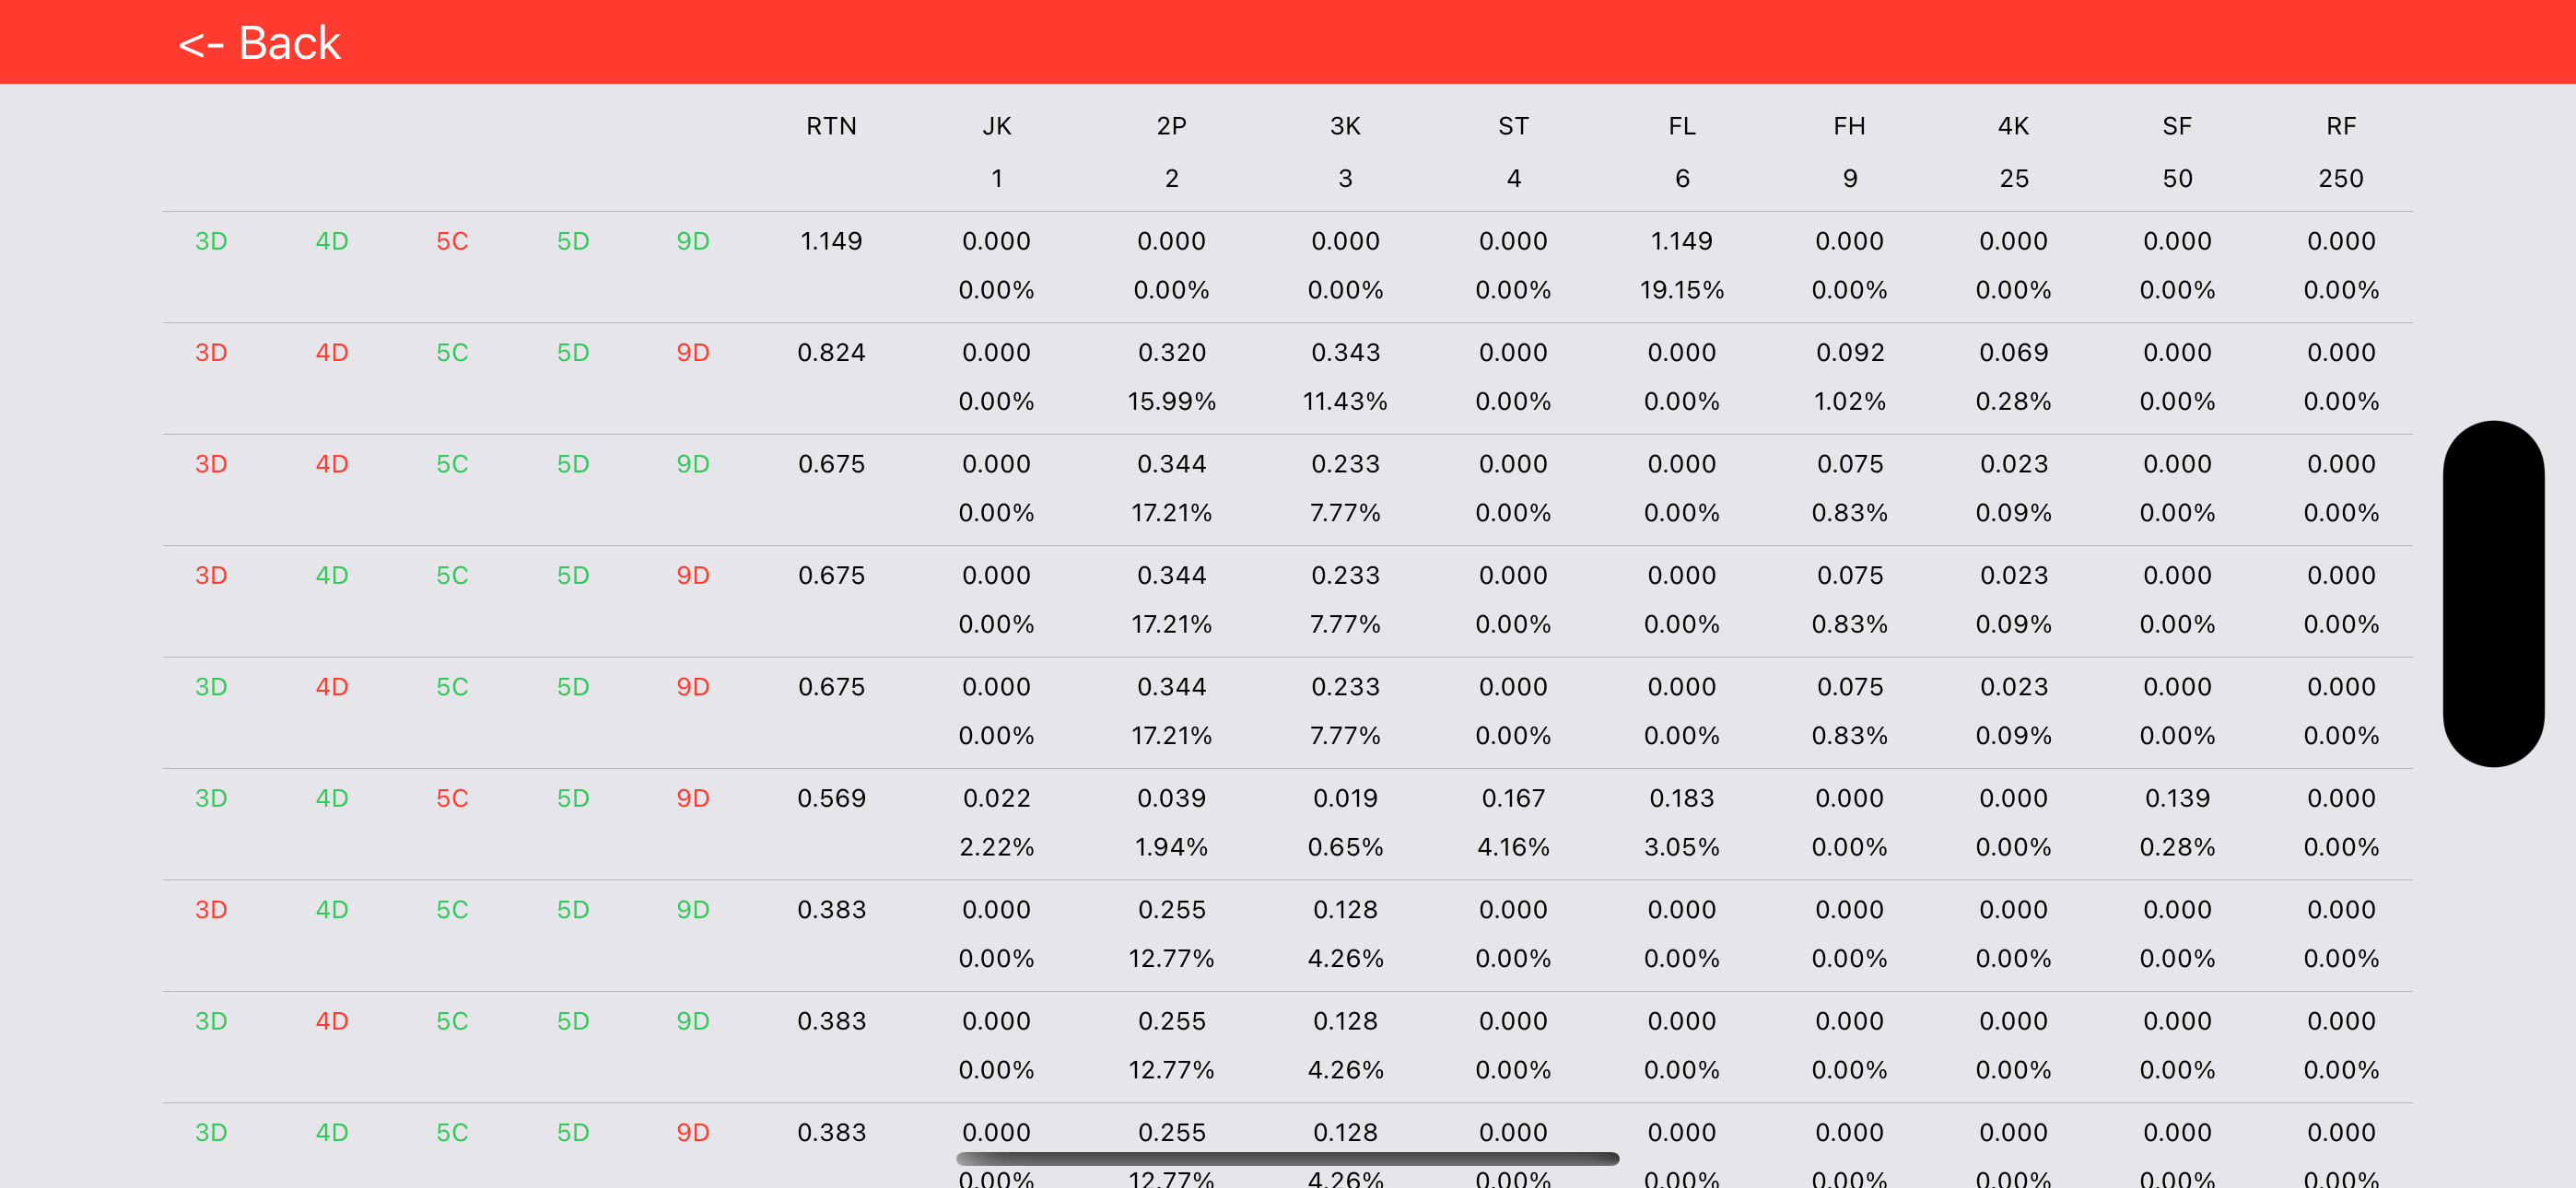 <- Back
RTN JK 2P 3K ST FL FH 4K SF RF
1 2 3 4 6 9 25 50 250
3D 4D 5C 5D 9D 1.149 0.000 0.000 0.000 0.000 1.149 0.000 0.000 0.000 0.000
0.00% 0.00% 0.00% 0.00% 19.15% 0.00% 0.00% 0.00% 0.00%
3D 4D 5C 5D 9D 0.824 0.000 0.320 0.343 0.000 0.000 0.092 0.069 0.000 0.000
0.00% 15.99% 11.43% 0.00% 0.00% 1.02% 0.28% 0.00% 0.00%
3D 4D 5C 5D 9D 0.675 0.000 0.344 0.233 0.000 0.000 0.075 0.023 0.000 0.000
0.00% 17.21% 7.77% 0.00% 0.00% 0.83% 0.09% 0.00% 0.00%
3D 4D 5C 5D 9D 0.675 0.000 0.344 0.233 0.000 0.000 0.075 0.023 0.000 0.000
0.00% 17.21% 7.77% 0.00% 0.00% 0.83% 0.09% 0.00% 0.00%
3D 4D 5C 5D 9D 0.675 0.000 0.344 0.233 0.000 0.000 0.075 0.023 0.000 0.000
0.00% 17.21% 7.77% 0.00% 0.00% 0.83% 0.09% 0.00% 0.00%
3D 4D 5C 5D 9D 0.569 0.022 0.039 0.019 0.167 0.183 0.000 0.000 0.139 0.000
2.22% 1.94% 0.65% 4.16% 3.05% 0.00% 0.00% 0.28% 0.00%
3D 4D 5C 5D 9D 0.383 0.000 0.255 0.128 0.000 0.000 0.000 0.000 0.000 0.000
0.00% 12.77% 4.26% 0.00% 0.00% 0.00% 0.00% 0.00% 0.00%
3D 4D 5C 5D 9D 0.383 0.000 0.255 0.128 0.000 0.000 0.000 0.000 0.000 0.000
0.00% 12.77% 4.26% 0.00% 0.00% 0.00% 0.00% 0.00% 0.00%
3D 4D 5C 5D 9D 0.383 0.000 0.255 0.128 0.000 0.000 0.000 0.000 0.000 0.000
0.00% 12.77% 4.26% 0.00% 0.00% 0.00% 0.00% 0.00% 0.00%